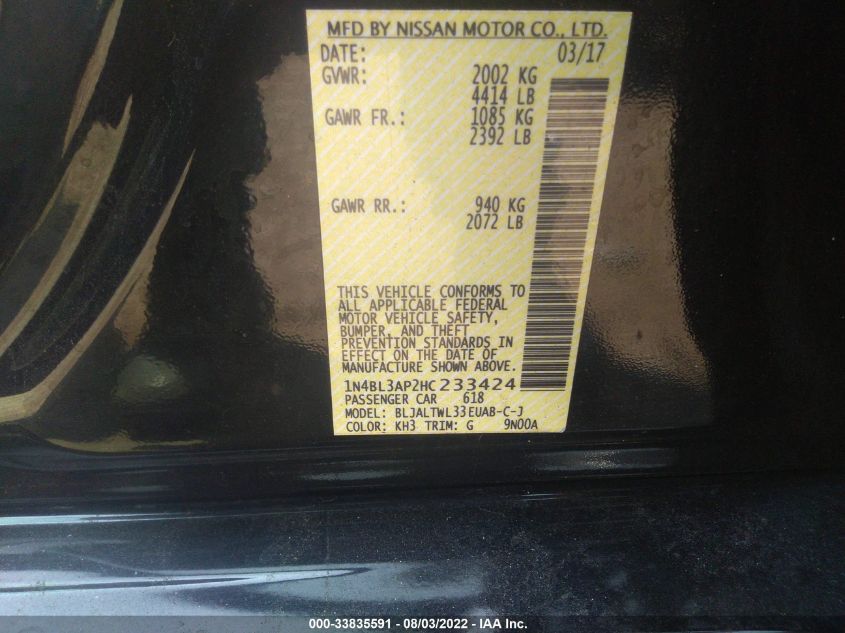 MFD BY NISSAN MOTOR CO., LTD.
DATE: 03/17
GVWR: 2002 KG
4414 LB
GAWR FR.: 1085 KG
2392 LB
GAWR RR.: 940 KG
2072 LB
THIS VEHICLE CONFORMS TO
ALL APPLICABLE FEDERAL
MOTOR VEHICLE SAFETY,
BUMPER, AND THEFT
PREVENTION STANDARDS IN
EFFECT ON THE DATE OF
MANUFACTURE SHOWN ABOVE.
1N4BL3AP2HC233424
PASSENGER CAR 618
MODEL: BLJALTWL33EUAB-C-J
COLOR: KH3 TRIM: G 9N00A
000-33835591 - 08/03/2022 - IAA Inc.